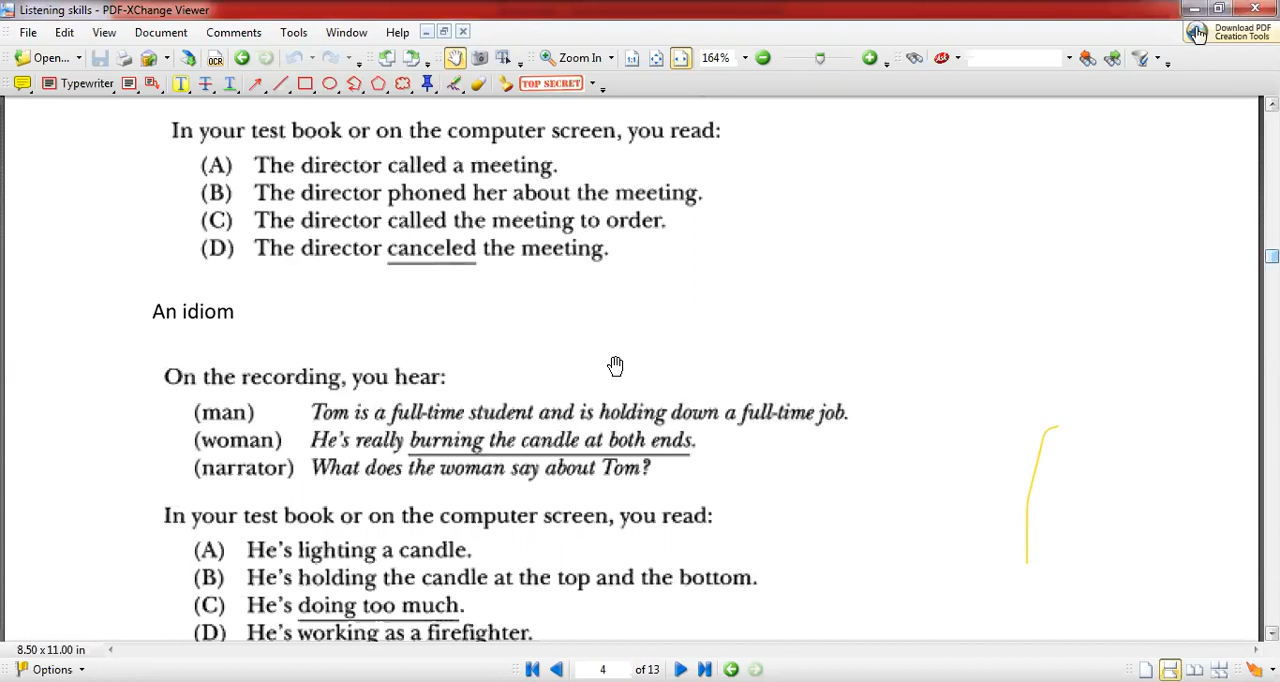 Listening skills - PDF-XChange Viewer
File Edit View Document Comments Tools Window Help
Download PDF
Creation Tools
Open... OCR Zoom In 1:1 164%
Typewriter TOP SECRET
In your test book or on the computer screen, you read:
(A) The director called a meeting.
(B) The director phoned her about the meeting.
(C) The director called the meeting to order.
(D) The director canceled the meeting.
An idiom
On the recording, you hear:
(man) Tom is a full-time student and is holding down a full-time job.
(woman) He's really burning the candle at both ends.
(narrator) What does the woman say about Tom?
In your test book or on the computer screen, you read:
(A) He's lighting a candle.
(B) He's holding the candle at the top and the bottom.
(C) He's doing too much.
(D) He's working as a firefighter.
8.50 x 11.00 in
Options 4 of 13